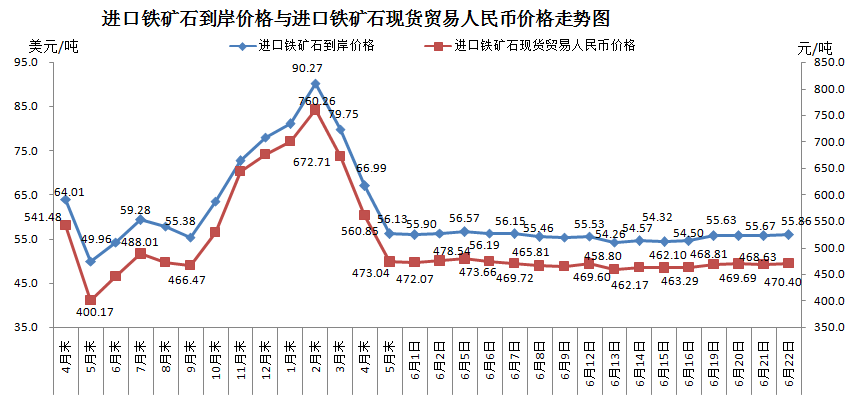 进口铁矿石到岸价格与进口铁矿石现货贸易人民币价格走势图
美元/吨
进口铁矿石到岸价格
进口铁矿石现货贸易人民币价格
元/吨
95.0
85.0
75.0
65.0
55.0
45.0
35.0
850.0
800.0
750.0
700.0
650.0
600.0
550.0
500.0
450.0
400.0
350.0
64.01
49.96
59.28
55.38
90.27
79.75
66.99
56.13
55.90
56.57
56.19
56.15
55.46
55.53
54.26
54.57
54.32
54.50
55.63
55.67
55.86
541.48
400.17
488.01
466.47
760.26
672.71
560.85
473.04
472.07
478.54
473.66
469.72
465.81
469.60
458.80
462.17
462.10
463.29
468.81
469.69
468.63
470.40
4月末
5月末
6月末
7月末
8月末
9月末
10月末
11月末
12月末
1月末
2月末
3月末
4月末
5月末
6月1日
6月2日
6月5日
6月6日
6月7日
6月8日
6月9日
6月12日
6月13日
6月14日
6月15日
6月16日
6月19日
6月20日
6月21日
6月22日